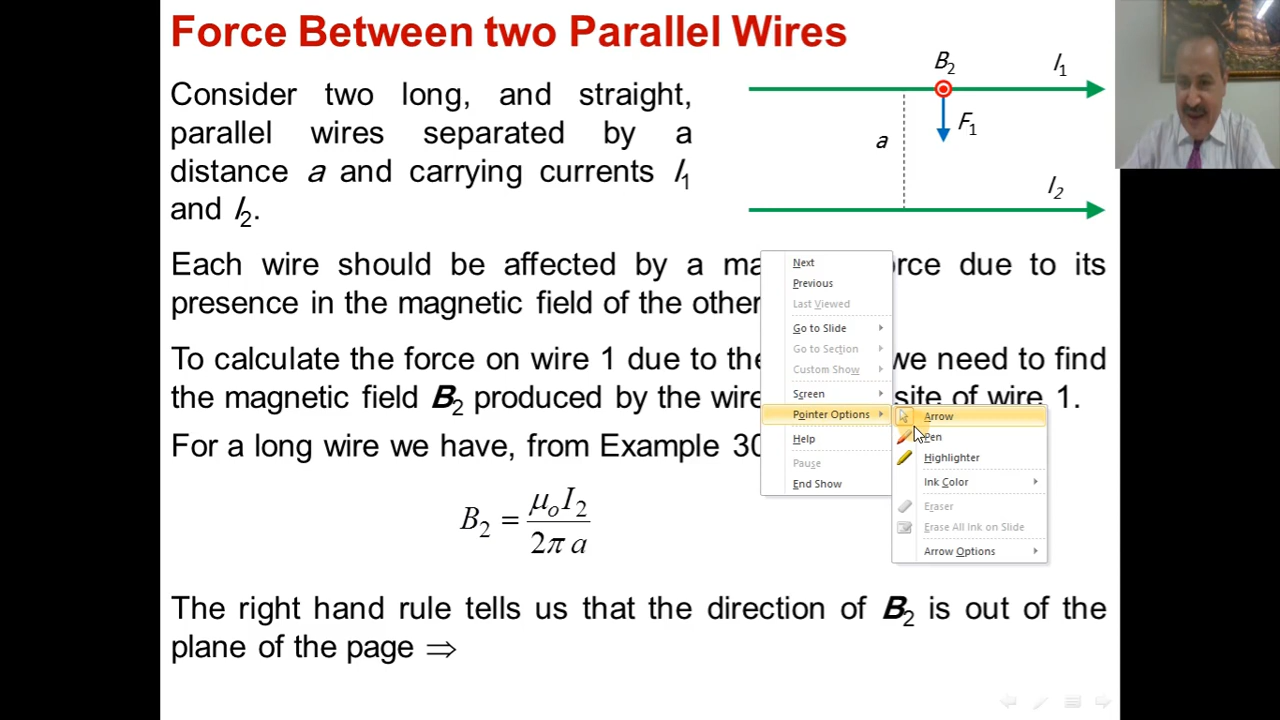 Force Between two Parallel Wires
Consider two long, and straight,
parallel wires separated by a
distance a and carrying currents I1
and I2.
B2
I1
F1
a
I2
Each wire should be affected by a ma rce due to its
presence in the magnetic field of the other
To calculate the force on wire 1 due to the we need to find
the magnetic field B2 produced by the wire site of wire 1.
For a long wire we have, from Example 30
B2 = μoI2 / 2π a
The right hand rule tells us that the direction of B2 is out of the
plane of the page ⇒
Next
Previous
Last Viewed
Go to Slide
Go to Section
Custom Show
Screen
Pointer Options
Help
Pause
End Show
Arrow
Pen
Highlighter
Ink Color
Eraser
Erase All Ink on Slide
Arrow Options